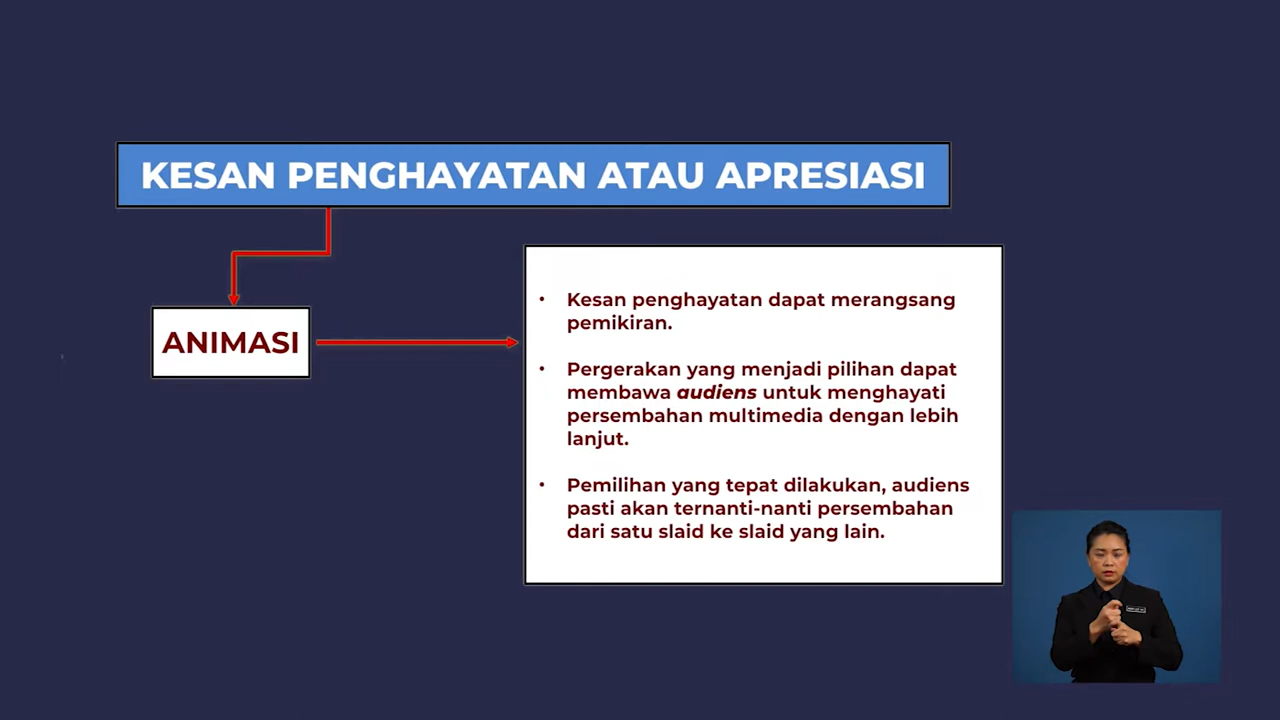 KESAN PENGHAYATAN ATAU APRESIASI
ANIMASI
• Kesan penghayatan dapat merangsang
pemikiran.
• Pergerakan yang menjadi pilihan dapat
membawa audiens untuk menghayati
persembahan multimedia dengan lebih
lanjut.
• Pemilihan yang tepat dilakukan, audiens
pasti akan ternanti-nanti persembahan
dari satu slaid ke slaid yang lain.